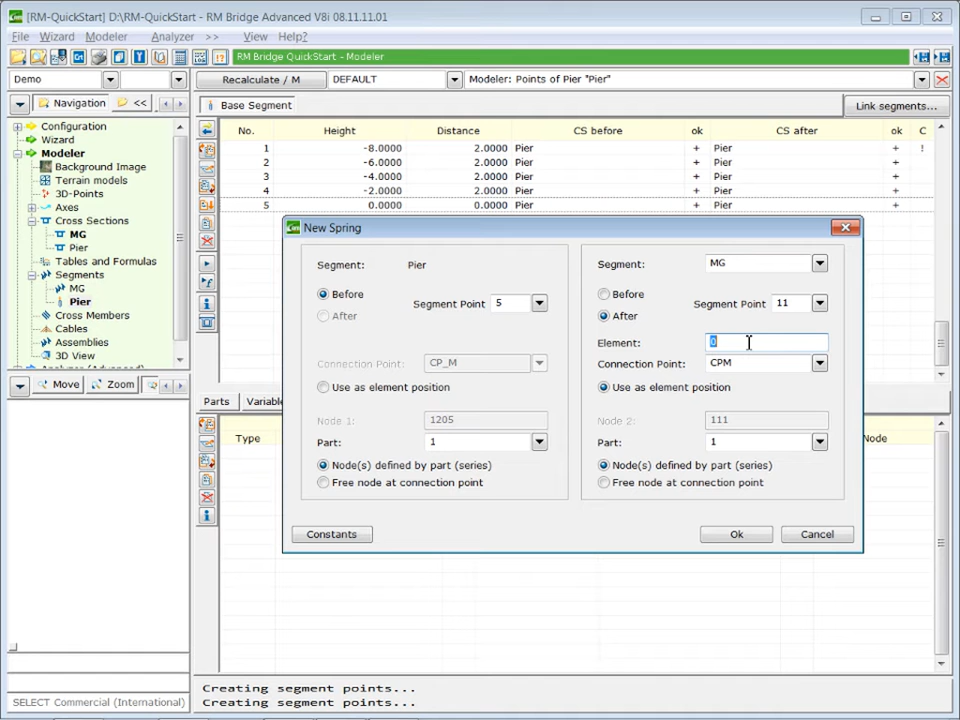 [RM-QuickStart] D:\RM-QuickStart - RM Bridge Advanced V8i 08.11.11.01
File Wizard Modeler Analyzer >> View Help?
RM Bridge QuickStart - Modeler
Demo Recalculate / M DEFAULT Modeler: Points of Pier "Pier"
Navigation << Base Segment Link segments...
Configuration
Wizard
Modeler
Background Image
Terrain models
3D-Points
Axes
Cross Sections
MG
Pier
Tables and Formulas
Segments
MG
Pier
Cross Members
Cables
Assemblies
3D View
Move Zoom
No. Height Distance CS before ok CS after ok C
1 -8.0000 2.0000 Pier + Pier + !
2 -6.0000 2.0000 Pier + Pier +
3 -4.0000 2.0000 Pier + Pier +
4 -2.0000 2.0000 Pier + Pier +
5 0.0000 0.0000 Pier + Pier +
Parts Variable
Type Node
New Spring
Segment: Pier
Before
After
Segment Point 5
Connection Point: CP_M
Use as element position
Node 1: 1205
Part: 1
Node(s) defined by part (series)
Free node at connection point
Segment: MG
Before
After
Segment Point 11
Element: 0
Connection Point: CPM
Use as element position
Node 2: 111
Part: 1
Node(s) defined by part (series)
Free node at connection point
Constants Ok Cancel
Creating segment points...
Creating segment points...
SELECT Commercial (International)